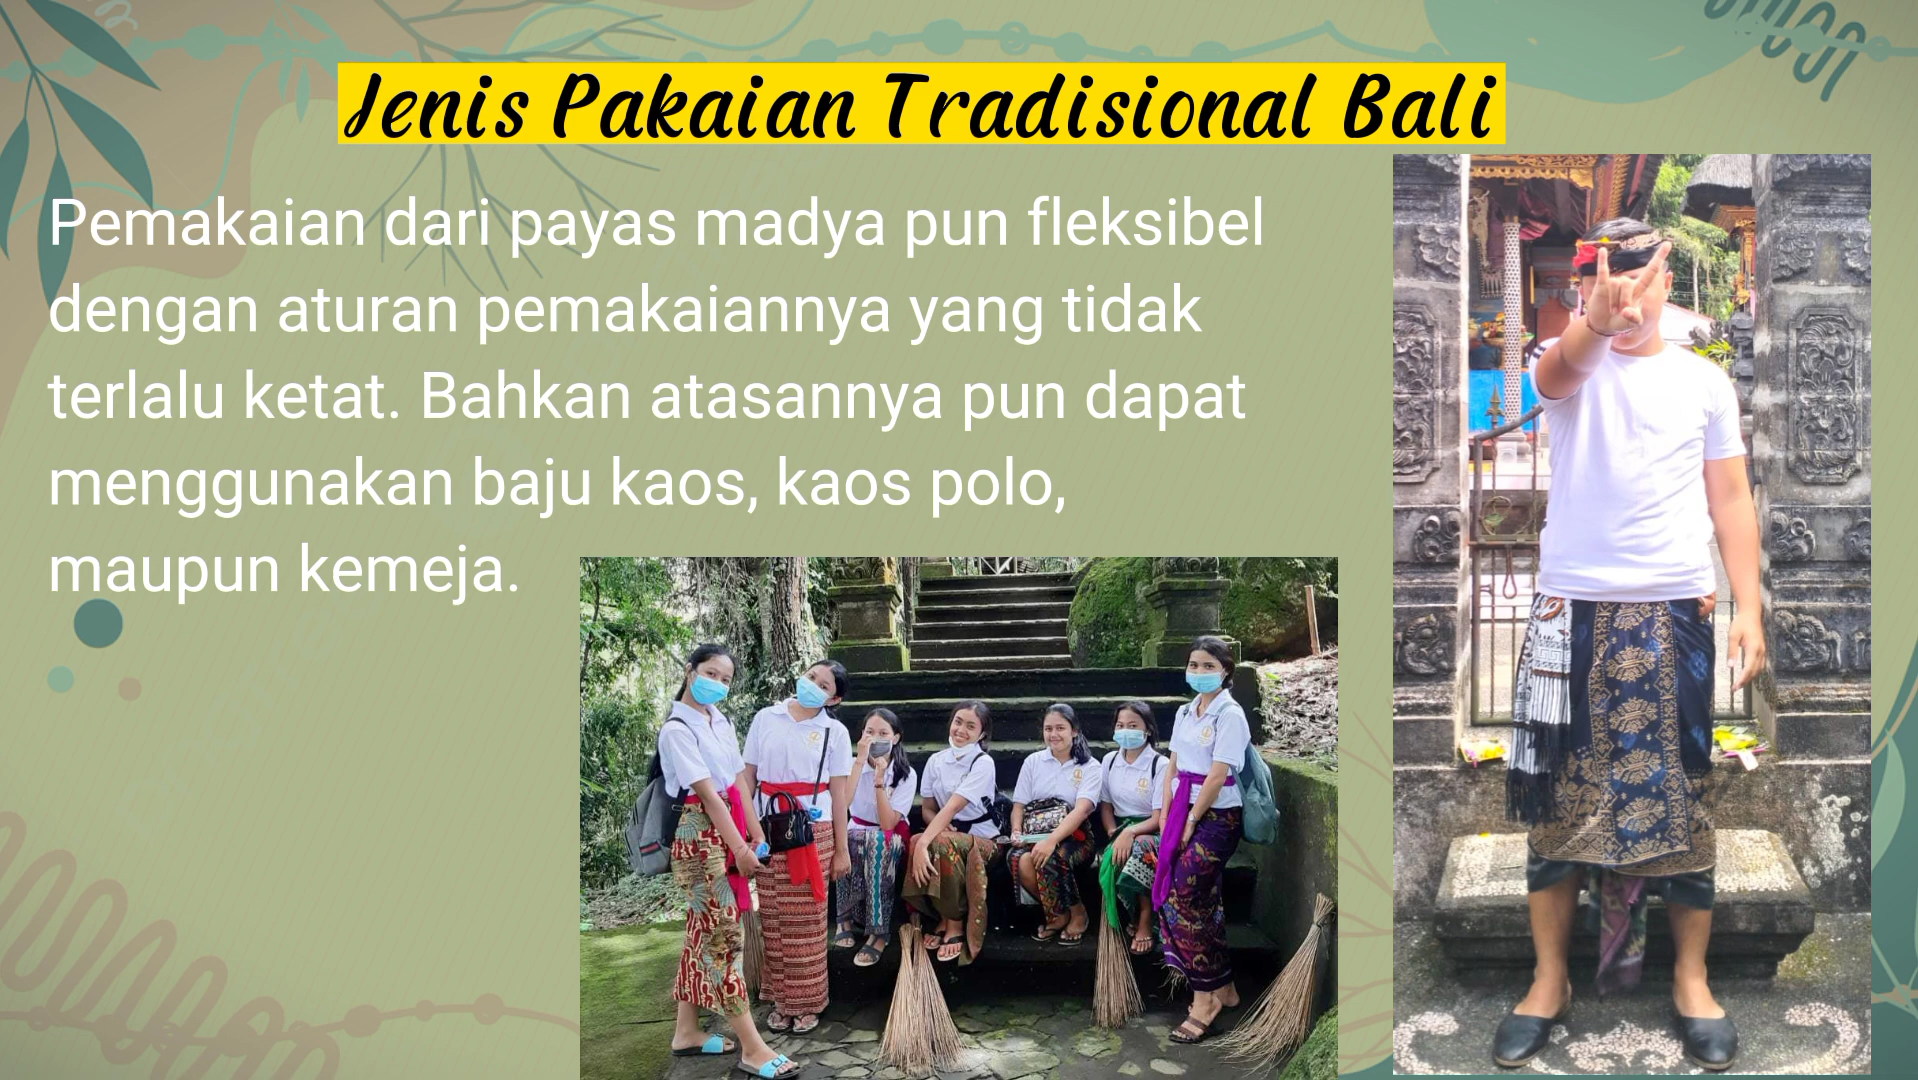 Jenis Pakaian Tradisional Bali
Pemakaian dari payas madya pun fleksibel
dengan aturan pemakaiannya yang tidak
terlalu ketat. Bahkan atasannya pun dapat
menggunakan baju kaos, kaos polo,
maupun kemeja.